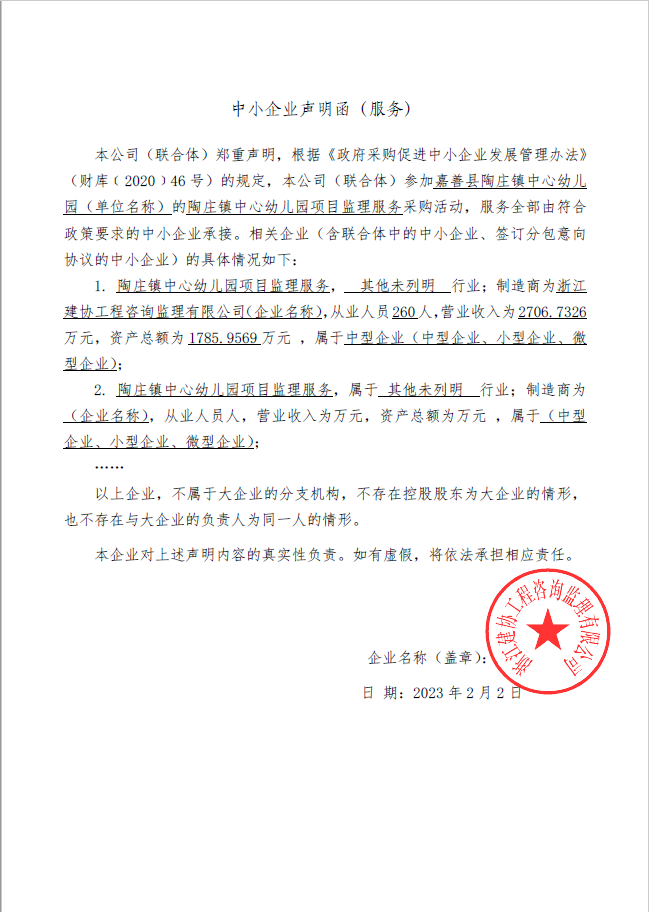 中小企业声明函（服务）
本公司（联合体）郑重声明，根据《政府采购促进中小企业发展管理办法》
（财库﹝2020﹞46号）的规定，本公司（联合体）参加嘉善县陶庄镇中心幼儿
园（单位名称）的陶庄镇中心幼儿园项目监理服务采购活动，服务全部由符合
政策要求的中小企业承接。相关企业（含联合体中的中小企业、签订分包意向
协议的中小企业）的具体情况如下：
1. 陶庄镇中心幼儿园项目监理服务， 其他未列明 行业；制造商为浙江
建协工程咨询监理有限公司(企业名称)，从业人员260人，营业收入为2706.7326
万元，资产总额为1785.9569万元 ，属于中型企业（中型企业、小型企业、微
型企业）；
2. 陶庄镇中心幼儿园项目监理服务，属于 其他未列明 行业；制造商为
（企业名称），从业人员人，营业收入为万元，资产总额为万元 ，属于（中型
企业、小型企业、微型企业）；
……
以上企业，不属于大企业的分支机构，不存在控股股东为大企业的情形，
也不存在与大企业的负责人为同一人的情形。
本企业对上述声明内容的真实性负责。如有虚假，将依法承担相应责任。
浙江建协工程咨询监理有限公司
企业名称（盖章）：
日 期：2023年2月2日